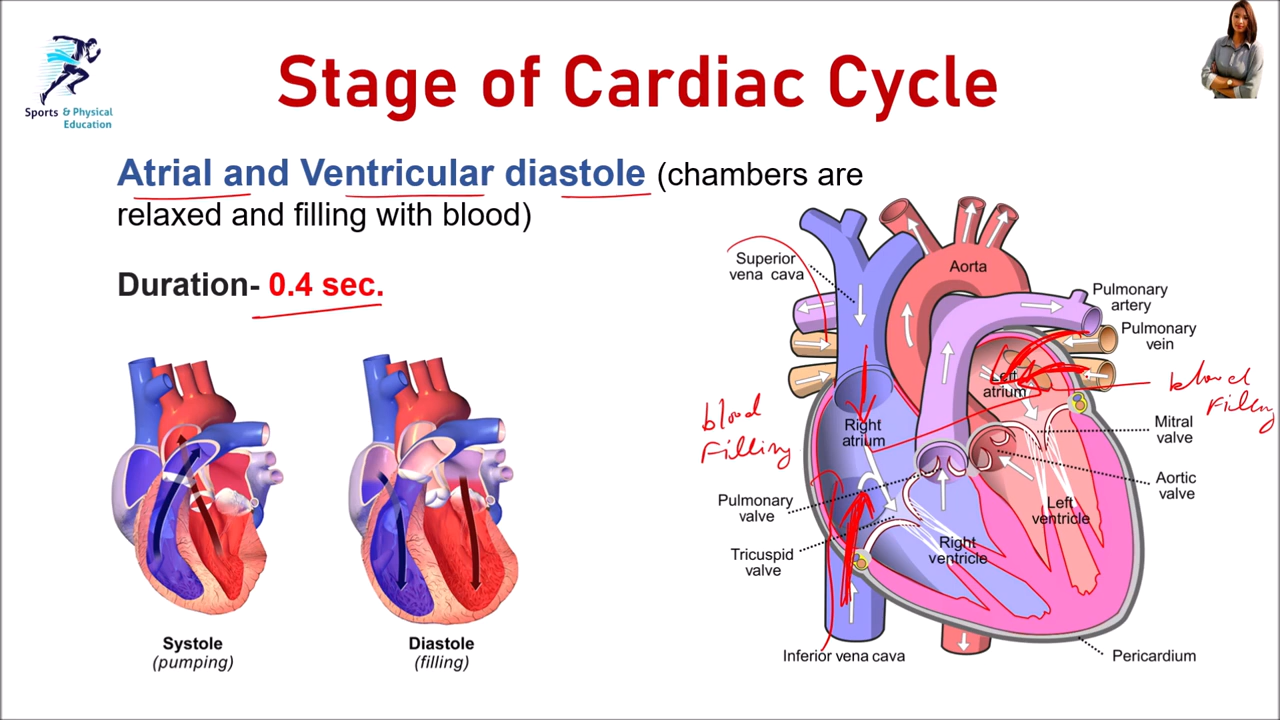 Sports & Physical
Education
Stage of Cardiac Cycle
Atrial and Ventricular diastole (chambers are
relaxed and filling with blood)
Duration- 0.4 sec.
Systole
(pumping)
Diastole
(filling)
Superior
vena cava
Aorta
Pulmonary
artery
Pulmonary
vein
Left
atrium
blood
Filling
Right
atrium
blood
Filling
Mitral
valve
Aortic
valve
Pulmonary
valve
Left
ventricle
Tricuspid
valve
Right
ventricle
Inferior vena cava
Pericardium